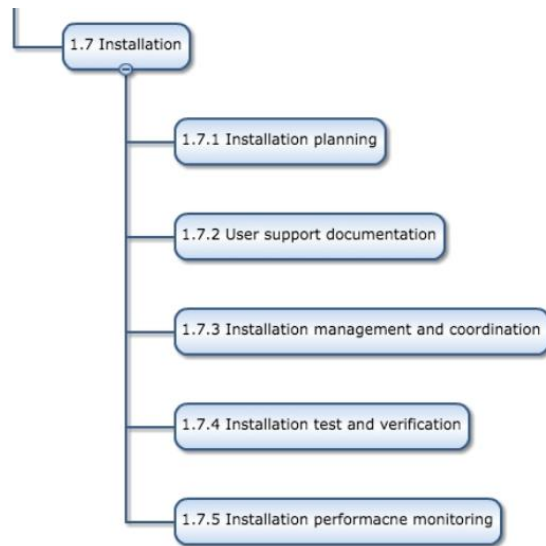 1.7 Installation
1.7.1 Installation planning
1.7.2 User support documentation
1.7.3 Installation management and coordination
1.7.4 Installation test and verification
1.7.5 Installation performacne monitoring